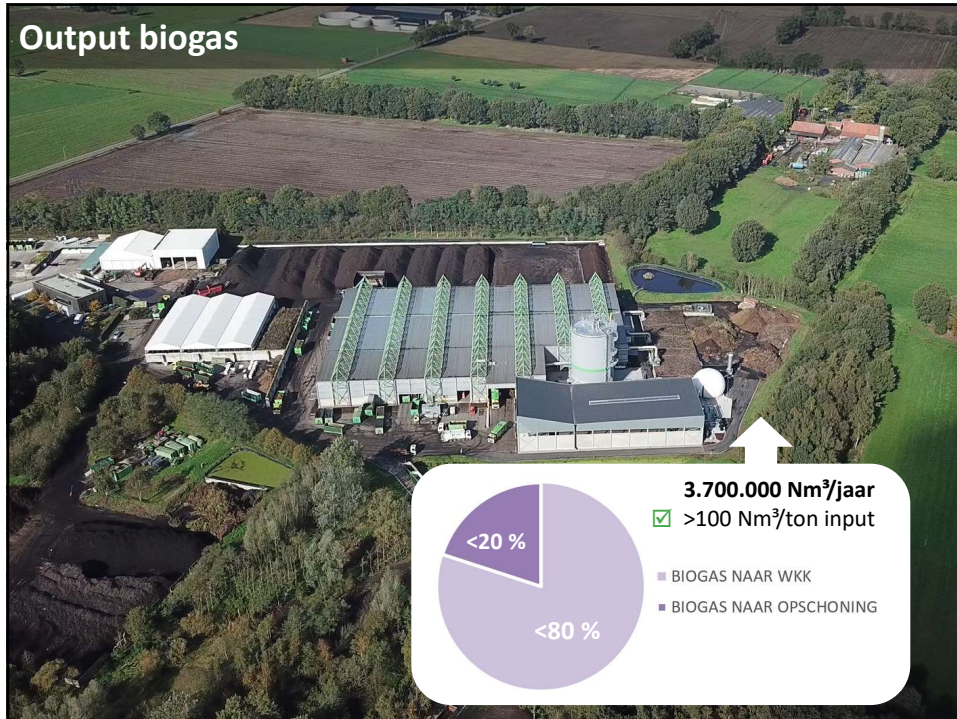 Output biogas
3.700.000 Nm³/jaar
☑ >100 Nm³/ton input
<20 %
<80 %
BIOGAS NAAR WKK
BIOGAS NAAR OPSCHONING